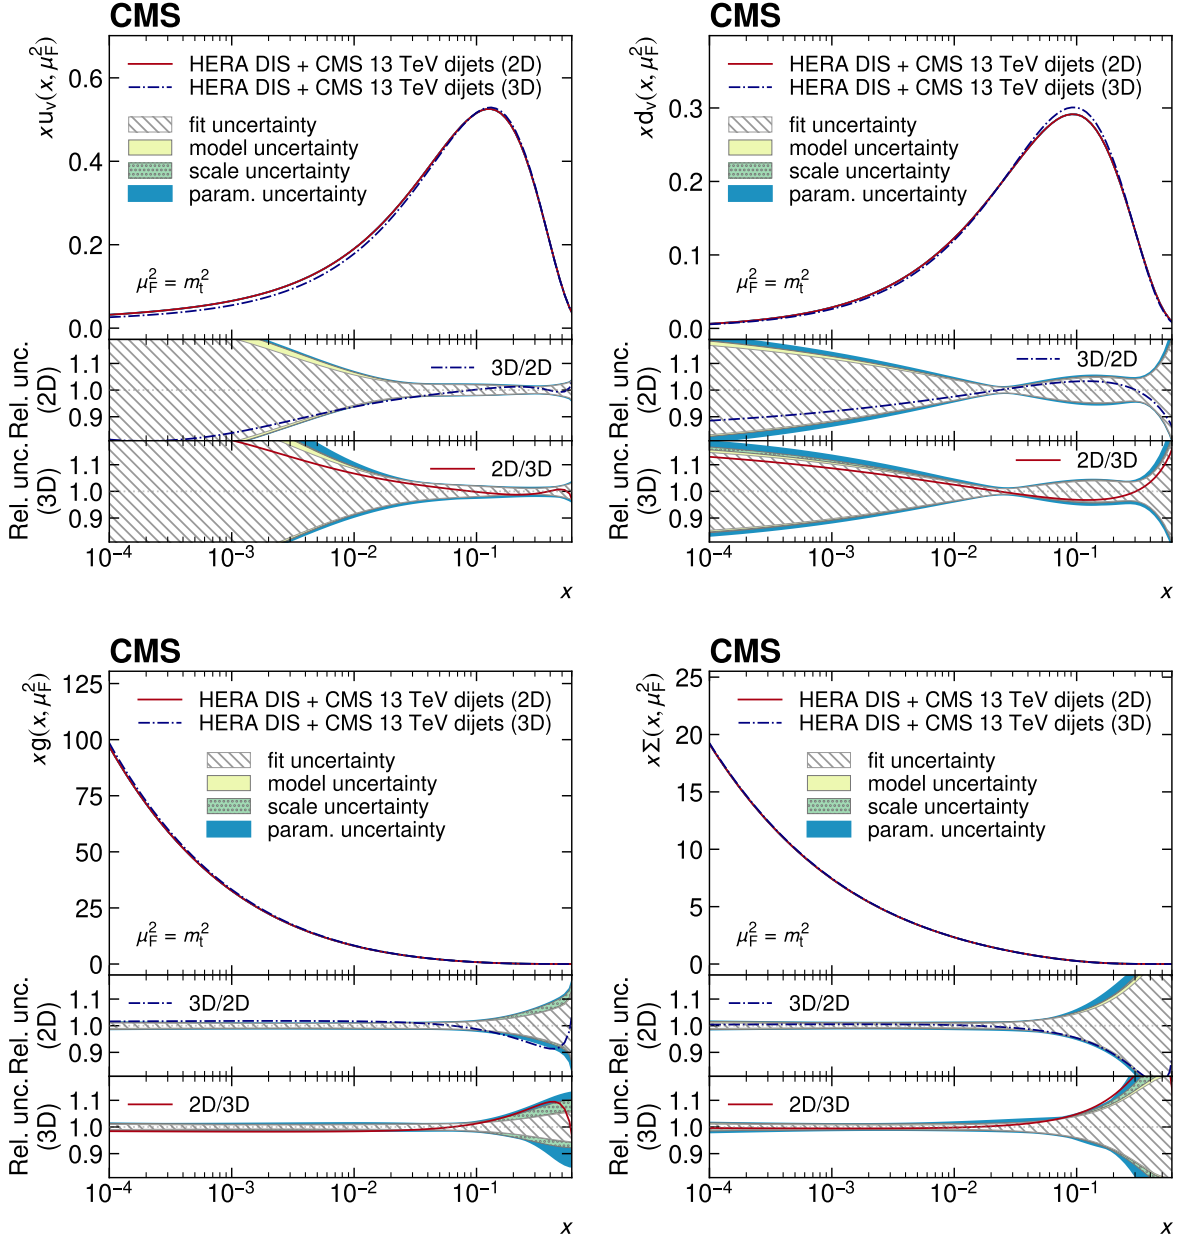 CMS
xu_v(x, μ_F^2)
HERA DIS + CMS 13 TeV dijets (2D)
HERA DIS + CMS 13 TeV dijets (3D)
fit uncertainty
model uncertainty
scale uncertainty
param. uncertainty
0.6
0.4
0.2
0.0
μ_F^2 = m_t^2
Rel. unc. (2D)
1.1
1.0
0.9
3D/2D
Rel. unc. (3D)
1.1
1.0
0.9
2D/3D
10^−4 10^−3 10^−2 10^−1
x
CMS
xd_v(x, μ_F^2)
HERA DIS + CMS 13 TeV dijets (2D)
HERA DIS + CMS 13 TeV dijets (3D)
fit uncertainty
model uncertainty
scale uncertainty
param. uncertainty
0.3
0.2
0.1
0.0
μ_F^2 = m_t^2
Rel. unc. (2D)
1.1
1.0
0.9
3D/2D
Rel. unc. (3D)
1.1
1.0
0.9
2D/3D
10^−4 10^−3 10^−2 10^−1
x
CMS
xg(x, μ_F^2)
HERA DIS + CMS 13 TeV dijets (2D)
HERA DIS + CMS 13 TeV dijets (3D)
fit uncertainty
model uncertainty
scale uncertainty
param. uncertainty
125
100
75
50
25
0
μ_F^2 = m_t^2
Rel. unc. (2D)
1.1
1.0
0.9
3D/2D
Rel. unc. (3D)
1.1
1.0
0.9
2D/3D
10^−4 10^−3 10^−2 10^−1
x
CMS
xΣ(x, μ_F^2)
HERA DIS + CMS 13 TeV dijets (2D)
HERA DIS + CMS 13 TeV dijets (3D)
fit uncertainty
model uncertainty
scale uncertainty
param. uncertainty
25
20
15
10
5
0
μ_F^2 = m_t^2
Rel. unc. (2D)
1.1
1.0
0.9
3D/2D
Rel. unc. (3D)
1.1
1.0
0.9
2D/3D
10^−4 10^−3 10^−2 10^−1
x